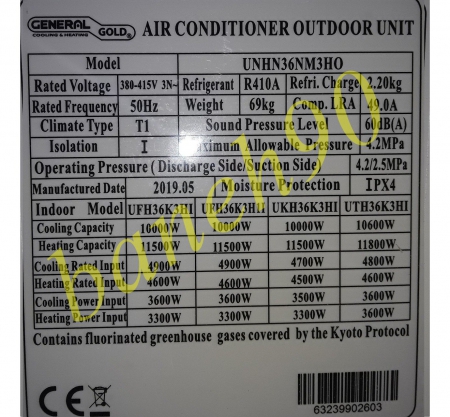 GENERAL GOLD® AIR CONDITIONER OUTDOOR UNIT
COOLING & HEATING
Model UNHN36NM3HO
Rated Voltage 380-415V 3N~ Refrigerant R410A Refri. Charge 2.20kg
Rated Frequency 50Hz Weight 69kg Comp. LRA 49.0A
Climate Type T1 Sound Pressure Level 60dB(A)
Isolation I Maximum Allowable Pressure 4.2MPa
Operating Pressure (Discharge Side/Suction Side) 4.2/2.5MPa
Manufactured Date 2019.05 Moisture Protection IPX4
Indoor Model UFH36K3HI UFH36K3HI UKH36K3HI UTH36K3HI
Cooling Capacity 10000W 10000W 10000W 10600W
Heating Capacity 11500W 11500W 11500W 11800W
Cooling Rated Input 4900W 4900W 4700W 4800W
Heating Rated Input 4600W 4600W 4500W 4600W
Cooling Power Input 3600W 3600W 3500W 3600W
Heating Power Input 3300W 3300W 3300W 3300W
Contains fluorinated greenhouse gases covered by the Kyoto Protocol
CE
63239902603
baneh90